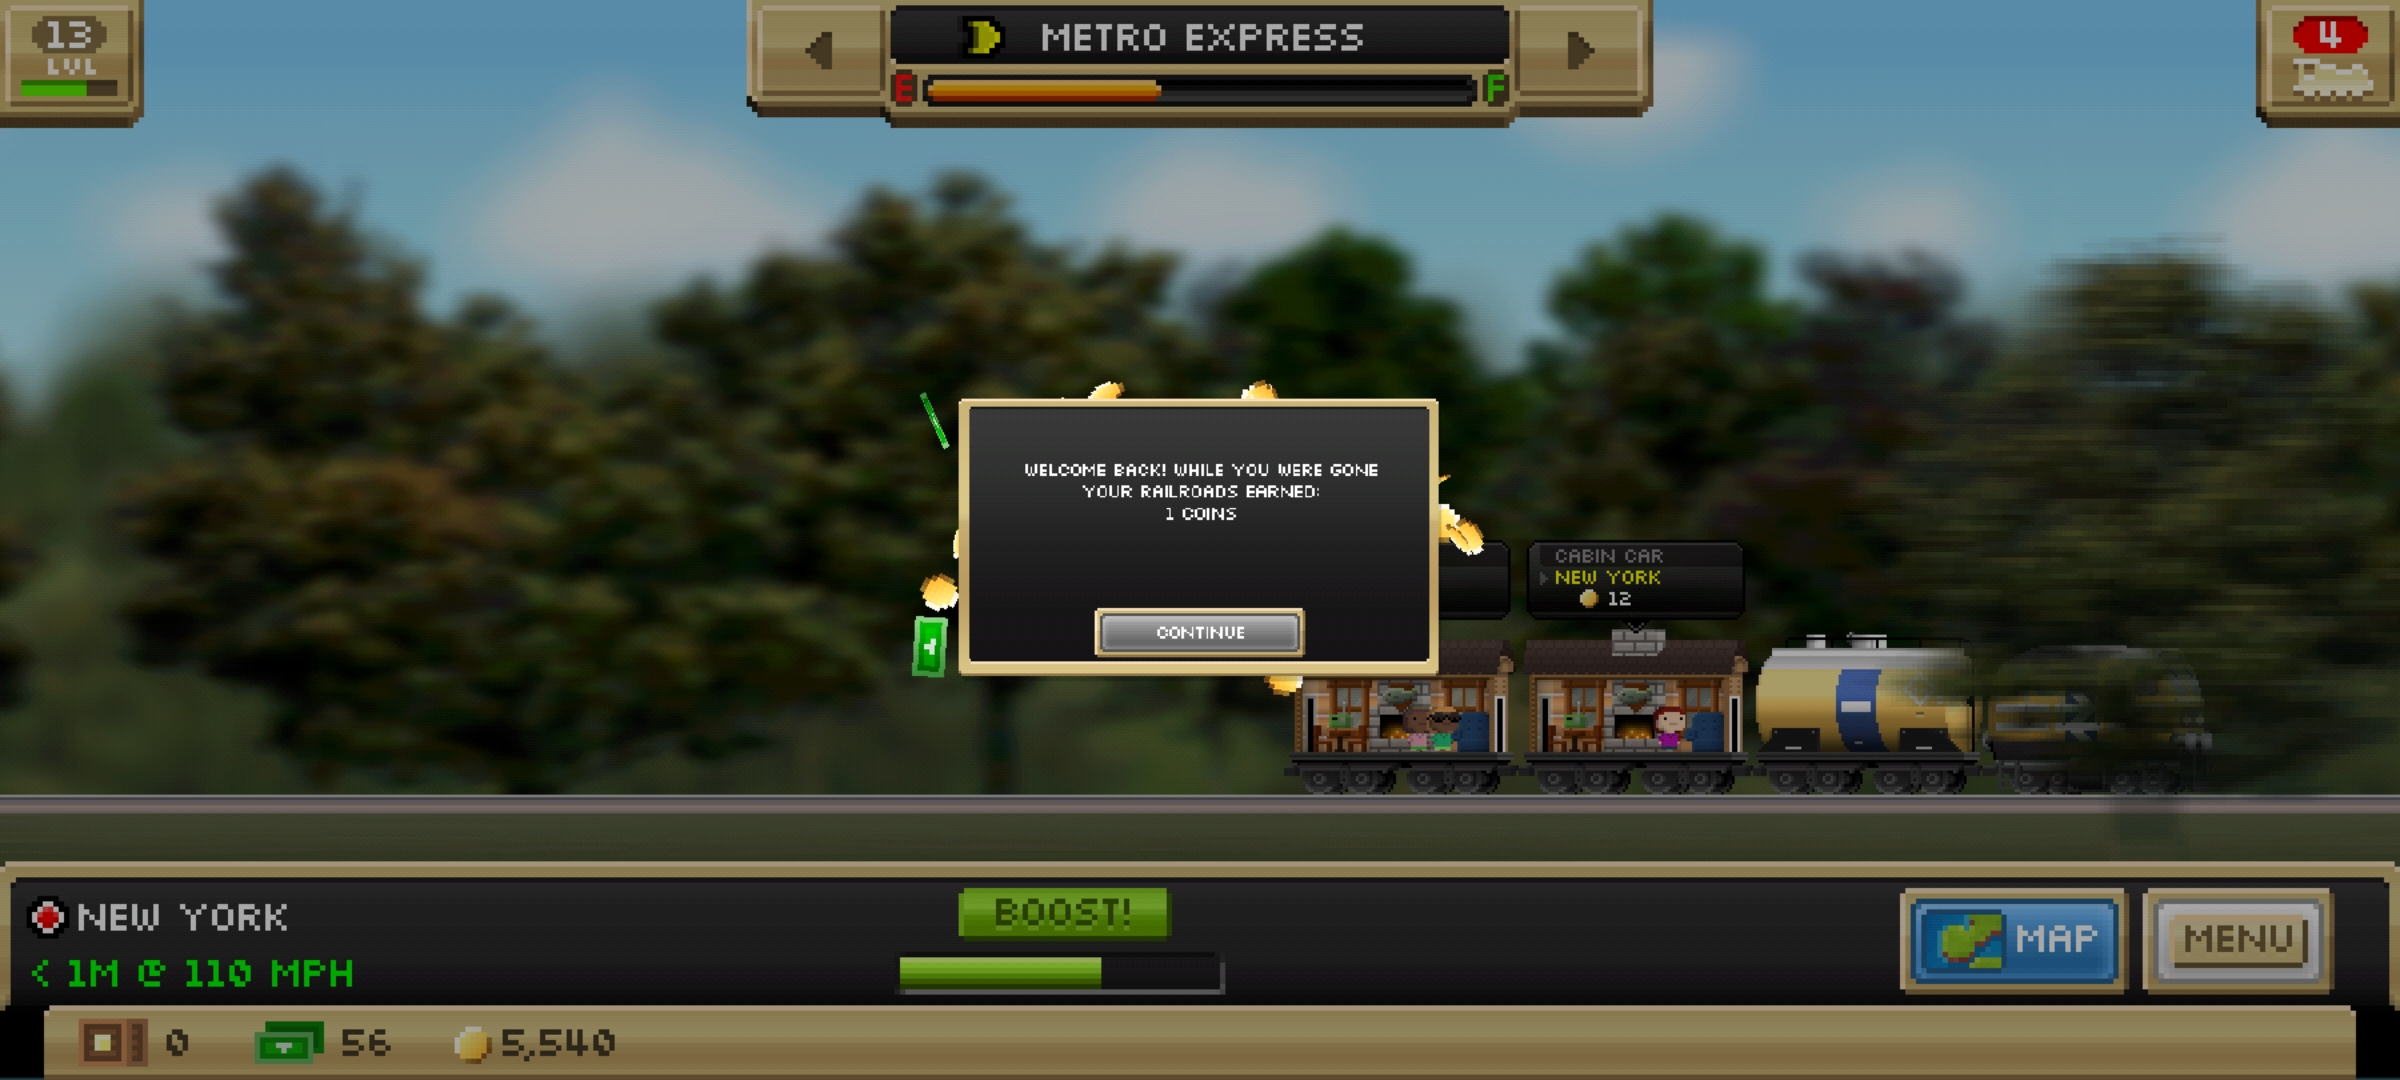 13
LVL
METRO EXPRESS
E
F
4
WELCOME BACK! WHILE YOU WERE GONE
YOUR RAILROADS EARNED:
1 COINS
CONTINUE
CABIN CAR
NEW YORK
12
NEW YORK
< 1M @ 110 MPH
BOOST!
MAP
MENU
0
56
5,540